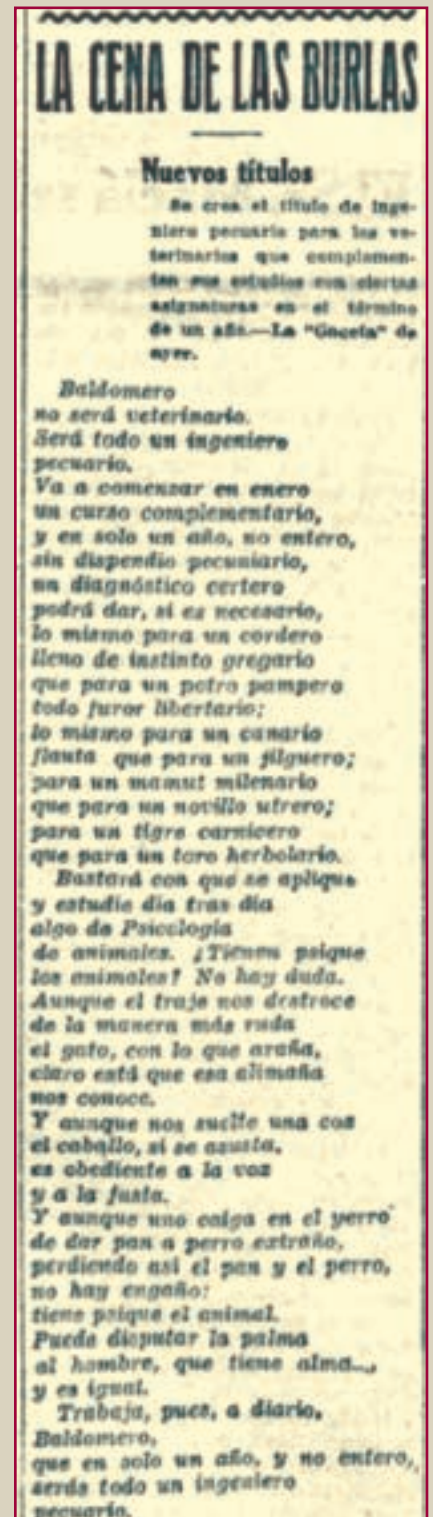 LA CENA DE LAS BURLAS
Nuevos títulos
Se crea el título de inge-
niero pecuario para los ve-
terinarios que complemen-
ten sus estudios con ciertas
asignaturas en el término
de un año.—La "Gaceta" de
ayer.
Baldomero
no será veterinario.
Será todo un ingeniero
pecuario.
Va a comenzar en enero
un curso complementario,
y en solo un año, no entero,
sin dispendio pecuniario,
un diagnóstico certero
podrá dar, si es necesario,
lo mismo para un cordero
lleno de instinto gregario
que para un potro pampero
todo furor libertario;
lo mismo para un canario
flauta que para un jilguero;
para un mamut milenario
que para un novillo utrero;
para un tigre carnicero
que para un toro herbolario.
Bastará con que se aplique
y estudie día tras día
algo de Psicología
de animales. ¿Tienen psique
los animales? No hay duda.
Aunque el traje nos destroce
de la manera más ruda
el gato, con lo que araña,
claro está que esa alimaña
nos conoce.
Y aunque nos suelte una coz
el caballo, si se asusta,
es obediente a la voz
y a la fusta.
Y aunque uno caiga en el yerro
de dar pan a perro extraño,
perdiendo así el pan y el perro,
no hay engaño:
tiene psique el animal.
Puede disputar la palma
al hombre, que tiene alma...,
y es igual.
Trabaja, pues, a diario,
Baldomero,
que en solo un año, y no entero,
serás todo un ingeniero
pecuario.